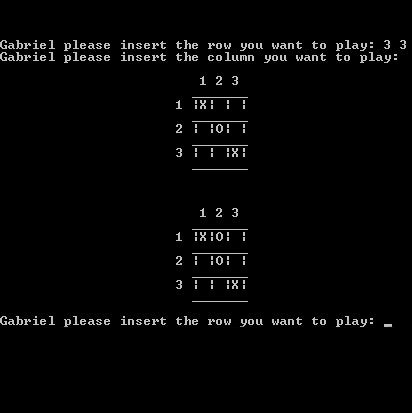 Gabriel please insert the row you want to play: 3 3
Gabriel please insert the column you want to play:
1 2 3
1 |X| | |
2 | |O| |
3 | | |X|
1 2 3
1 |X|O| |
2 | |O| |
3 | | |X|
Gabriel please insert the row you want to play: _